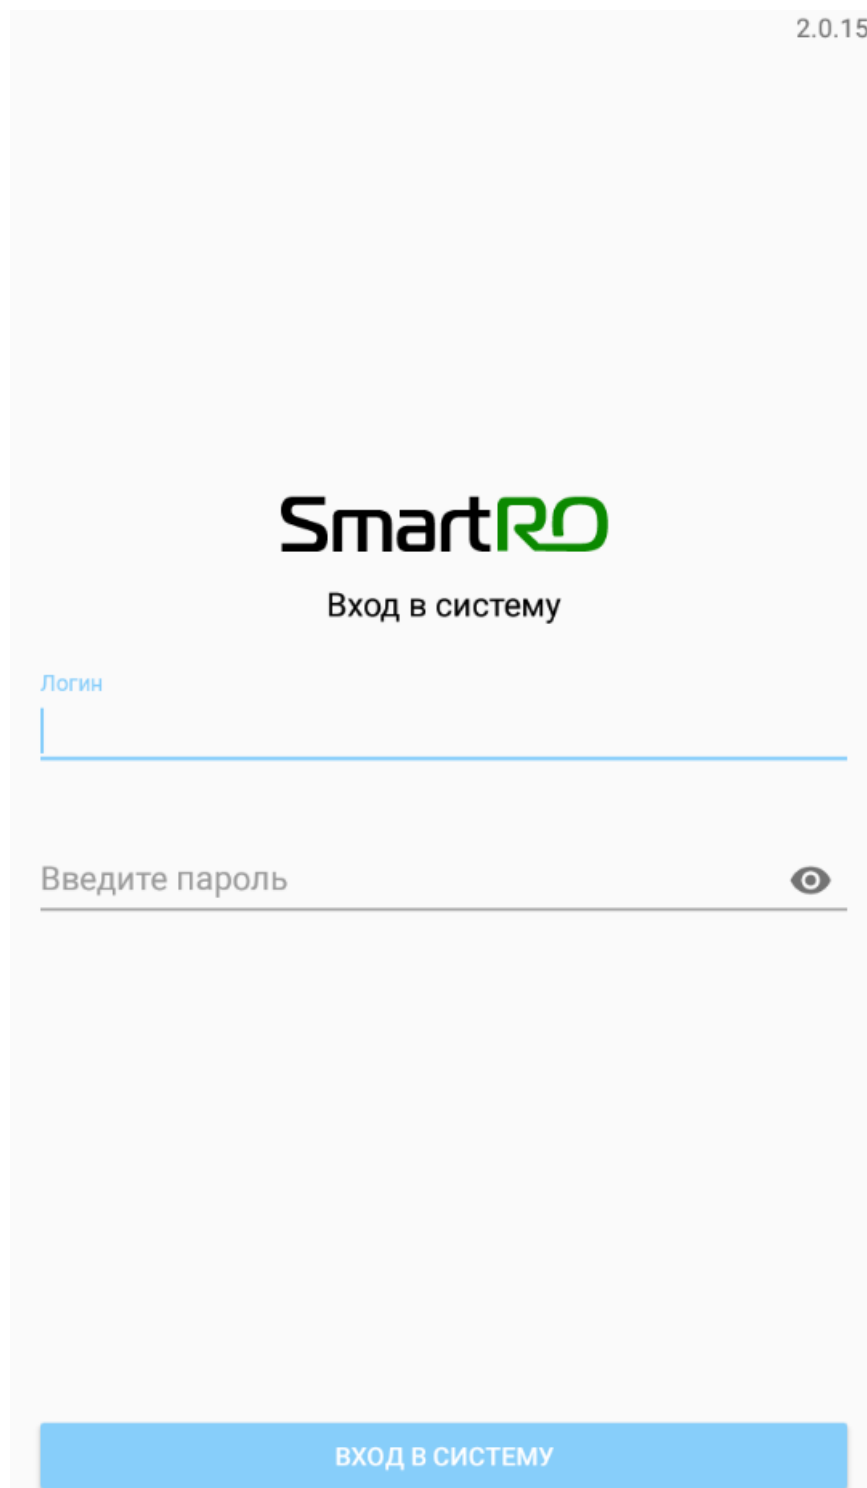 2.0.15
SmartRO
Вход в систему
Логин
Введите пароль
ВХОД В СИСТЕМУ